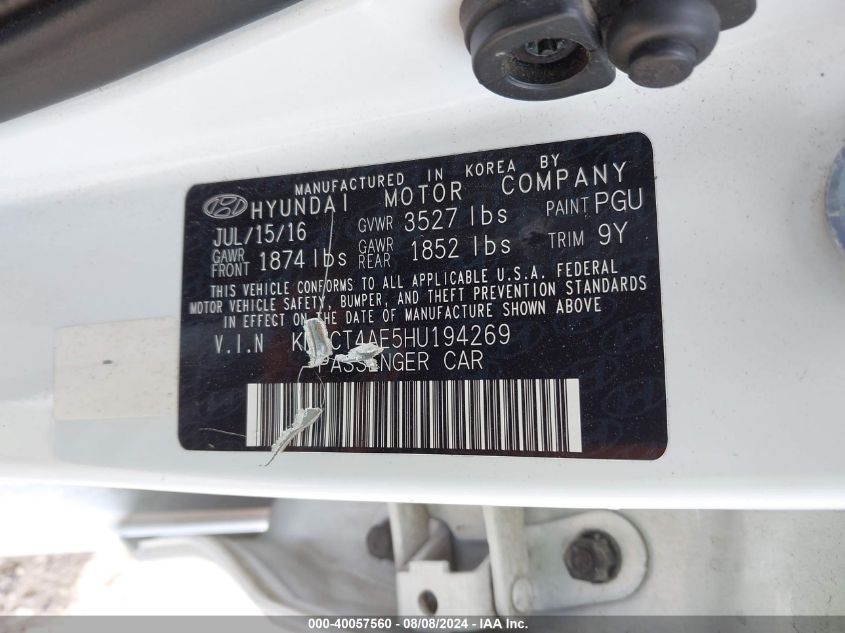 MANUFACTURED IN KOREA BY
HYUNDAI MOTOR COMPANY
JUL/15/16 GVWR 3527 lbs PAINT PGU
GAWR FRONT 1874 lbs GAWR REAR 1852 lbs TRIM 9Y
THIS VEHICLE CONFORMS TO ALL APPLICABLE U.S.A. FEDERAL
MOTOR VEHICLE SAFETY, BUMPER, AND THEFT PREVENTION STANDARDS
IN EFFECT ON THE DATE OF MANUFACTURE SHOWN ABOVE
V.I.N
PASSENGER CAR
000-40057560 - 08/08/2024 - IAA Inc.